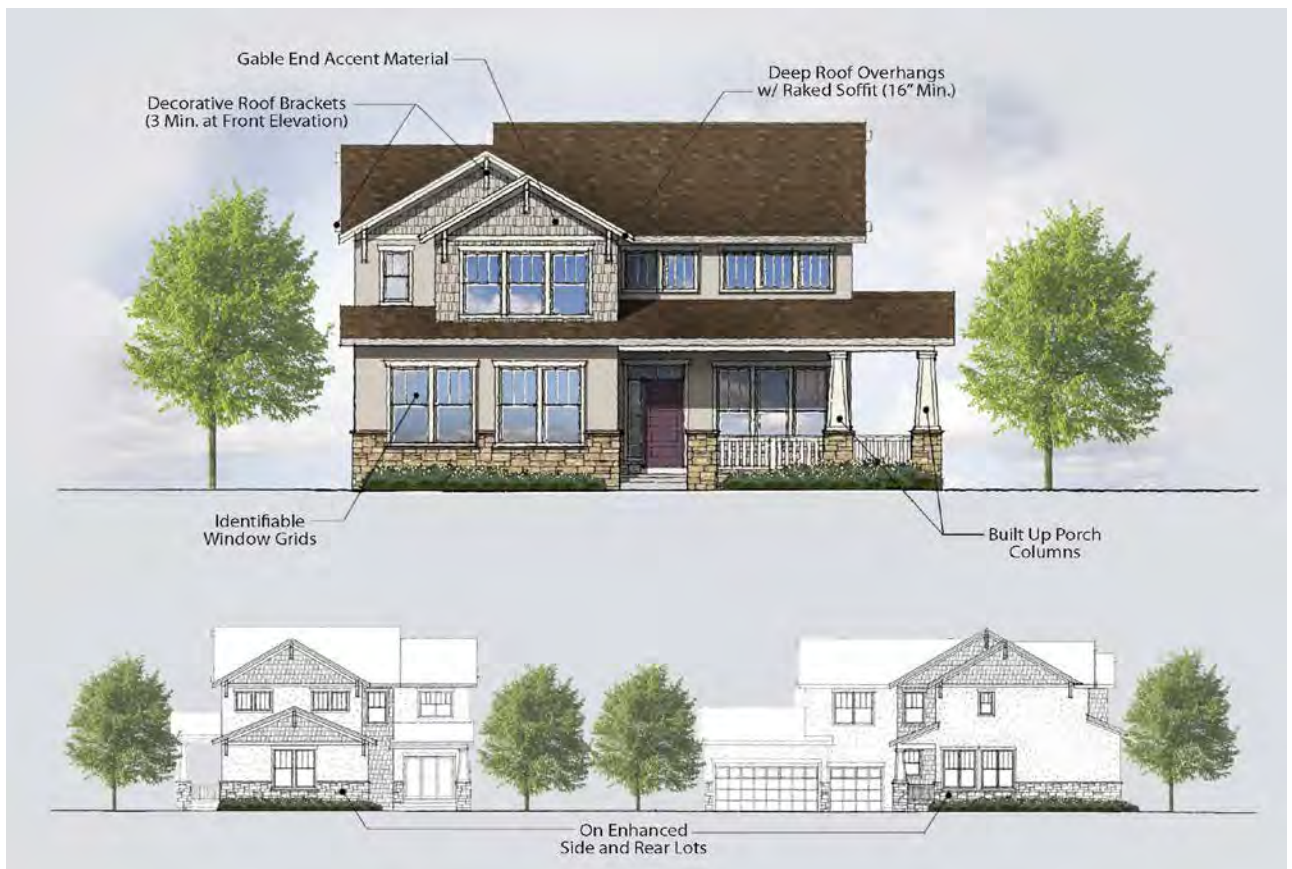 Gable End Accent Material
Decorative Roof Brackets
(3 Min. at Front Elevation)
Deep Roof Overhangs
w/ Raked Soffit (16” Min.)
Identifiable
Window Grids
Built Up Porch
Columns
On Enhanced
Side and Rear Lots